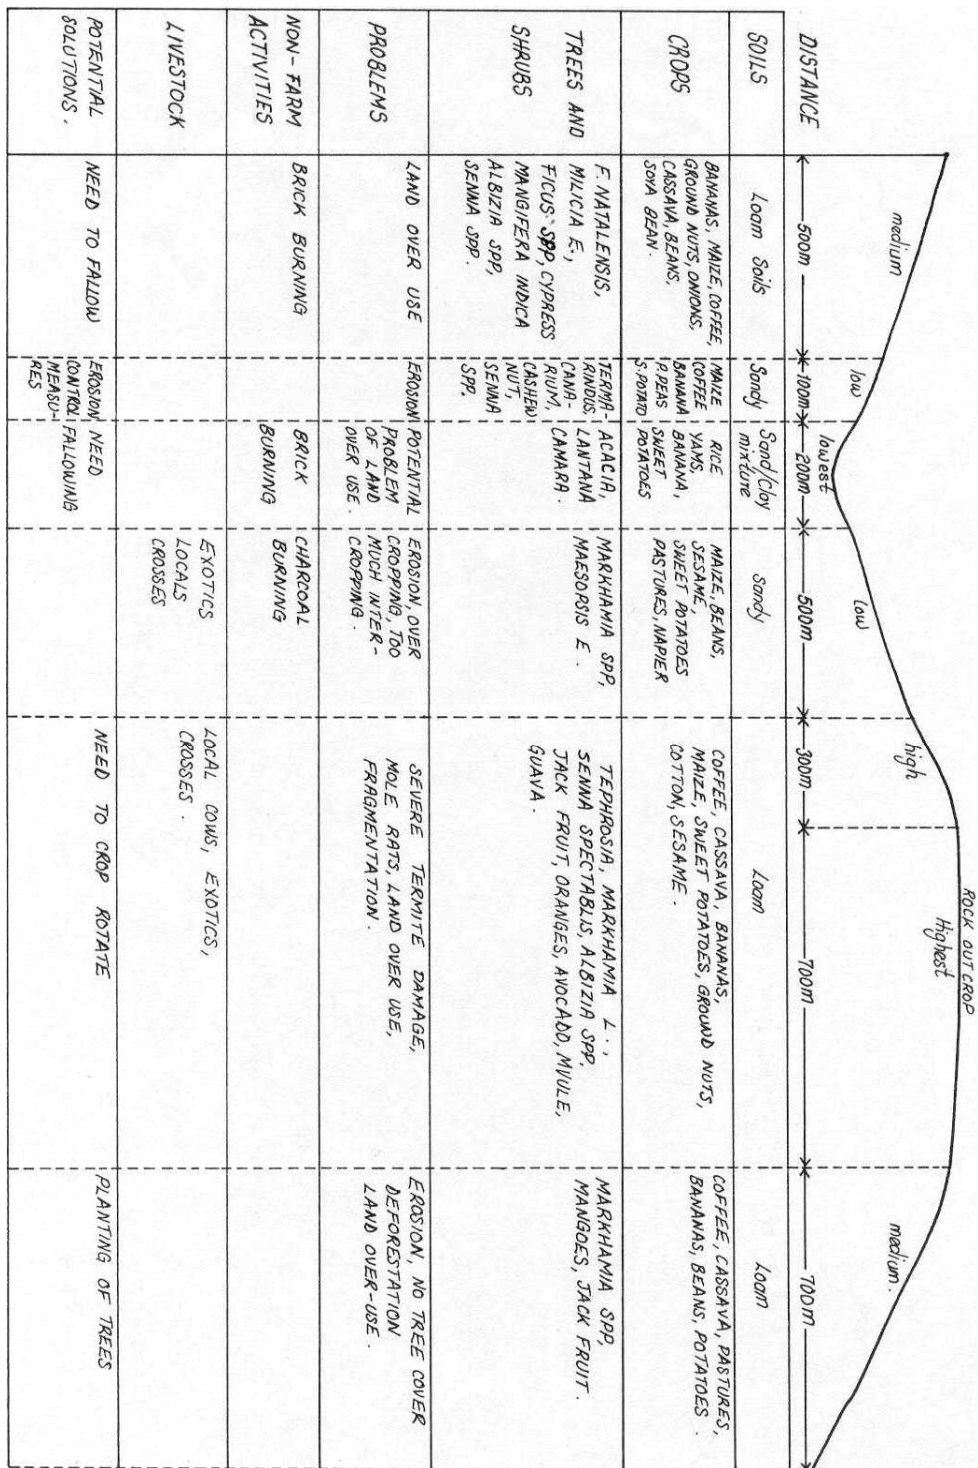 ROCK OUT CROP
medium
low
lowest
low
high
Highest
medium.
DISTANCE
500m
100m
200m
500m
300m
700m
700m
SOILS
Loam Soils
Sandy
Sand/Clay
mixture
Sandy
Loam
Loam
CROPS
BANANAS, MAIZE, COFFEE,
GROUND NUTS, ONIONS,
CASSAVA, BEANS,
SOYA BEAN.
MAIZE
COFFEE
BANANA
P.PEAS
S.POTATO
RICE
YAMS,
BANANA,
SWEET
POTATOES
MAIZE, BEANS,
SESAME,
SWEET POTATOES
PASTURES, NAPIER
COFFEE, CASSAVA, BANANAS,
MAIZE, SWEET POTATOES, GROUND NUTS,
COTTON, SESAME.
COFFEE, CASSAVA, PASTURES,
BANANAS, BEANS, POTATOES.
TREES AND
SHRUBS
F. NATALENSIS,
MILICIA E.,
FICUS SPP, CYPRESS
MANGIFERA INDICA
ALBIZIA SPP,
SENNA SPP.
TERMA-
RINDUS,
CANA-
RIUM,
CASHEW
NUT,
SENNA
SPP.
ACACIA,
LANTANA
CAMARA.
MARKHAMIA SPP,
MAESOPSIS E.
TEPHROSIA, MARKHAMIA L.,
SENNA SPECTABLIS, ALBIZIA SPP.
JACK FRUIT, ORANGES, AVOCADO, MVULE,
GUAVA.
MARKHAMIA SPP,
MANGOES, JACK FRUIT.
PROBLEMS
LAND OVER USE
EROSION
POTENTIAL
PROBLEM
OF LAND
OVER USE.
EROSION, OVER
CROPPING, TOO
MUCH INTER-
CROPPING.
SEVERE TERMITE DAMAGE,
MOLE RATS, LAND OVER USE,
FRAGMENTATION.
EROSION, NO TREE COVER
DEFORESTATION
LAND OVER-USE.
NON-FARM
ACTIVITIES
BRICK BURNING
BRICK
BURNING
CHARCOAL
BURNING
LIVESTOCK
EXOTICS
LOCALS
CROSSES
LOCAL COWS, EXOTICS,
CROSSES.
POTENTIAL
SOLUTIONS.
NEED TO FALLOW
EROSION
CONTROL
MEASU-
RES
NEED
FALLOWING
NEED TO CROP ROTATE
PLANTING OF TREES